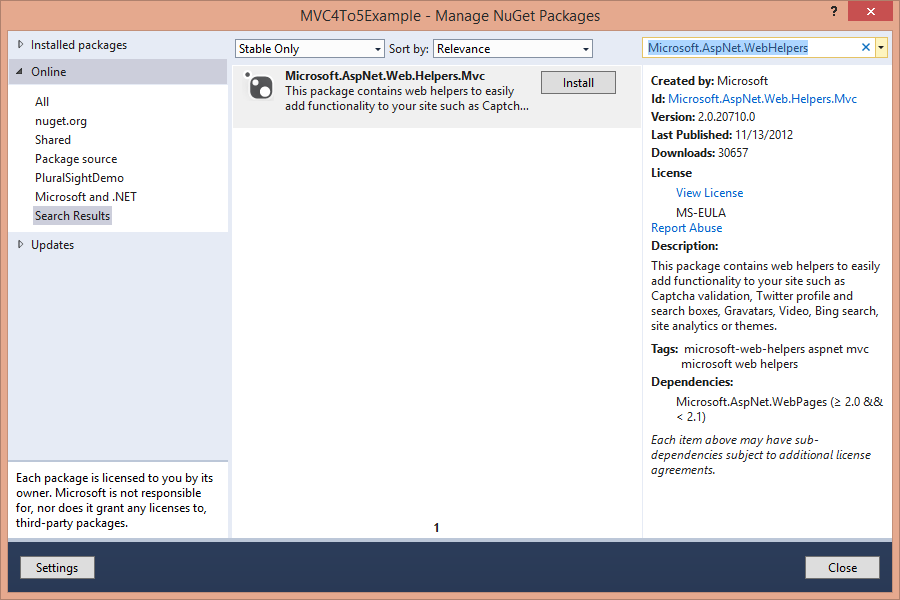 MVC4To5Example - Manage NuGet Packages
?
Installed packages
Online
All
nuget.org
Shared
Package source
PluralSightDemo
Microsoft and .NET
Search Results
Updates
Each package is licensed to you by its
owner. Microsoft is not responsible
for, nor does it grant any licenses to,
third-party packages.
Stable Only
Sort by:
Relevance
Microsoft.AspNet.Web.Helpers.Mvc
This package contains web helpers to easily
add functionality to your site such as Captch...
Install
1
Microsoft.AspNet.WebHelpers
Created by: Microsoft
Id: Microsoft.AspNet.Web.Helpers.Mvc
Version: 2.0.20710.0
Last Published: 11/13/2012
Downloads: 30657
License
View License
MS-EULA
Report Abuse
Description:
This package contains web helpers to easily
add functionality to your site such as
Captcha validation, Twitter profile and
search boxes, Gravatars, Video, Bing search,
site analytics or themes.
Tags: microsoft-web-helpers aspnet mvc
microsoft web helpers
Dependencies:
Microsoft.AspNet.WebPages (≥ 2.0 &&
< 2.1)
Each item above may have sub-
dependencies subject to additional license
agreements.
Settings
Close